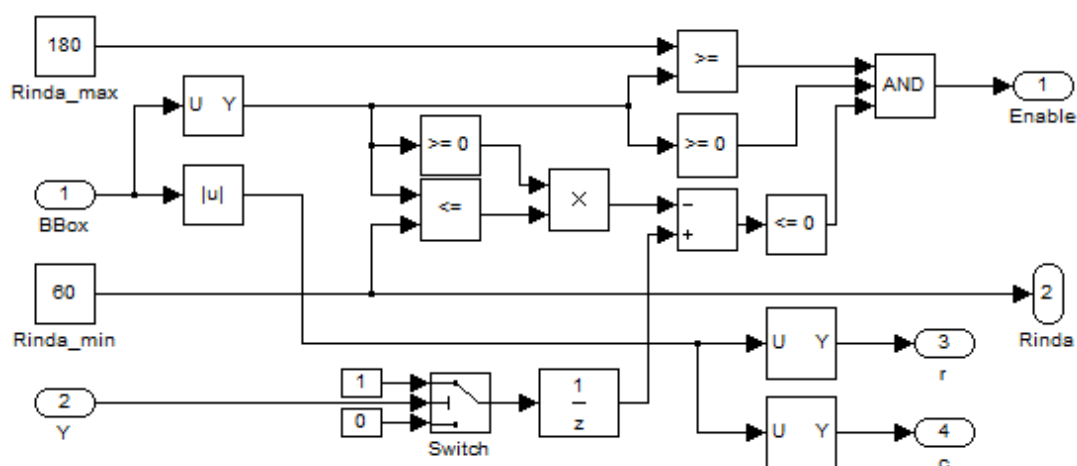 180
Rinda_max
U Y
>=
AND
1
Enable
>= 0
>= 0
1
BBox
|u|
<=
×
−
+
<= 0
60
Rinda_min
2
Rinda
U Y
3
r
2
Y
1
0
Switch
1
z
U Y
4
c